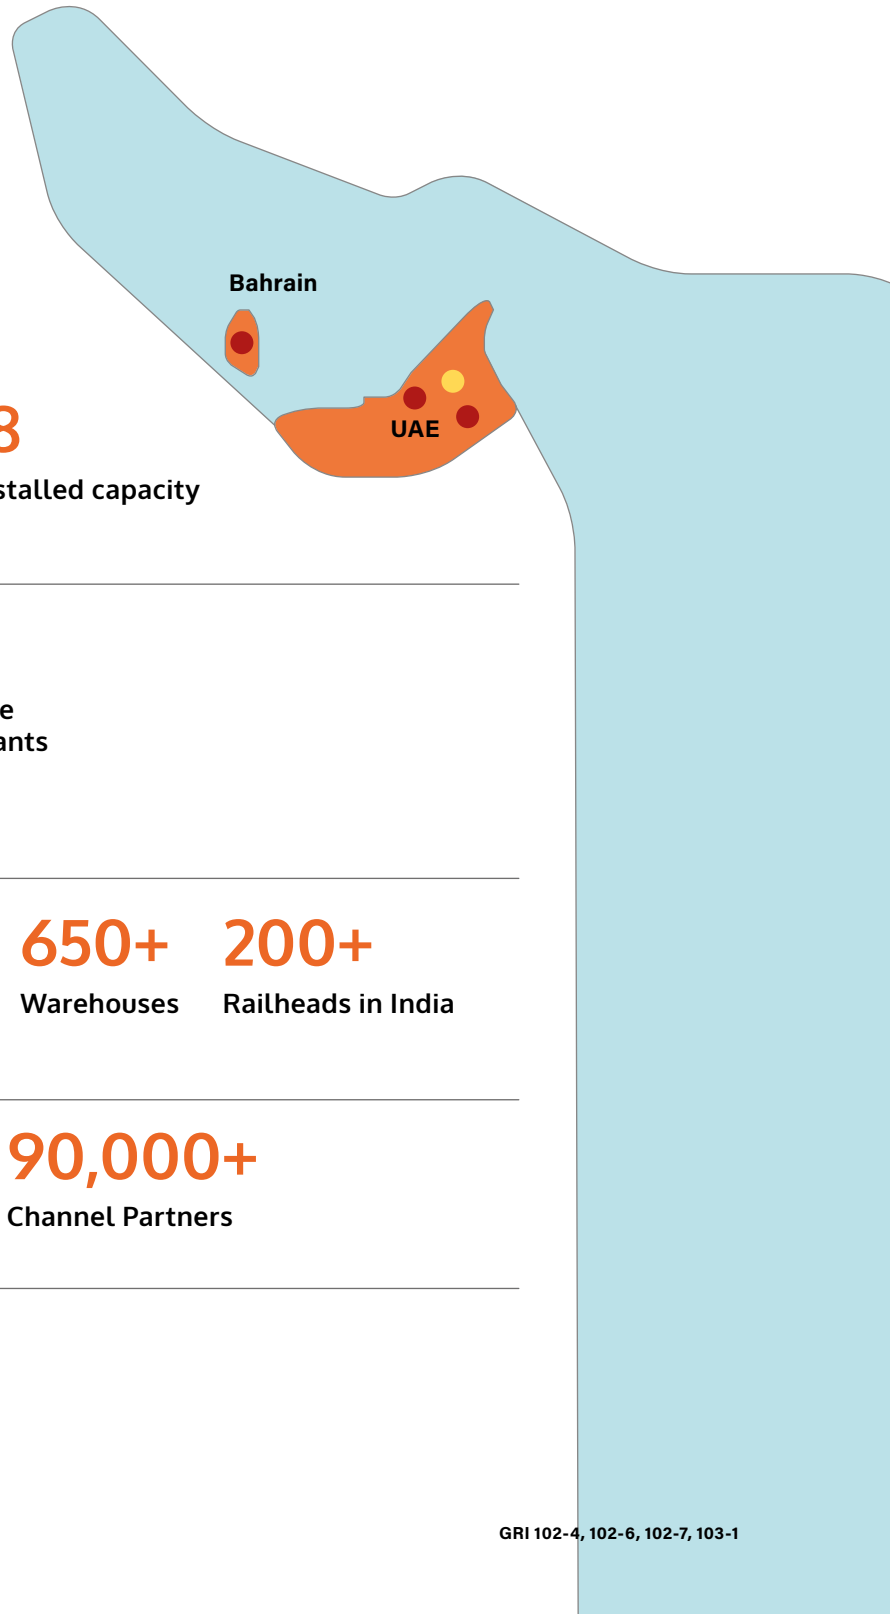 Bahrain
UAE
8
stalled capacity
e
ants
650+ 200+
Warehouses Railheads in India
90,000+
Channel Partners
GRI 102-4, 102-6, 102-7, 103-1